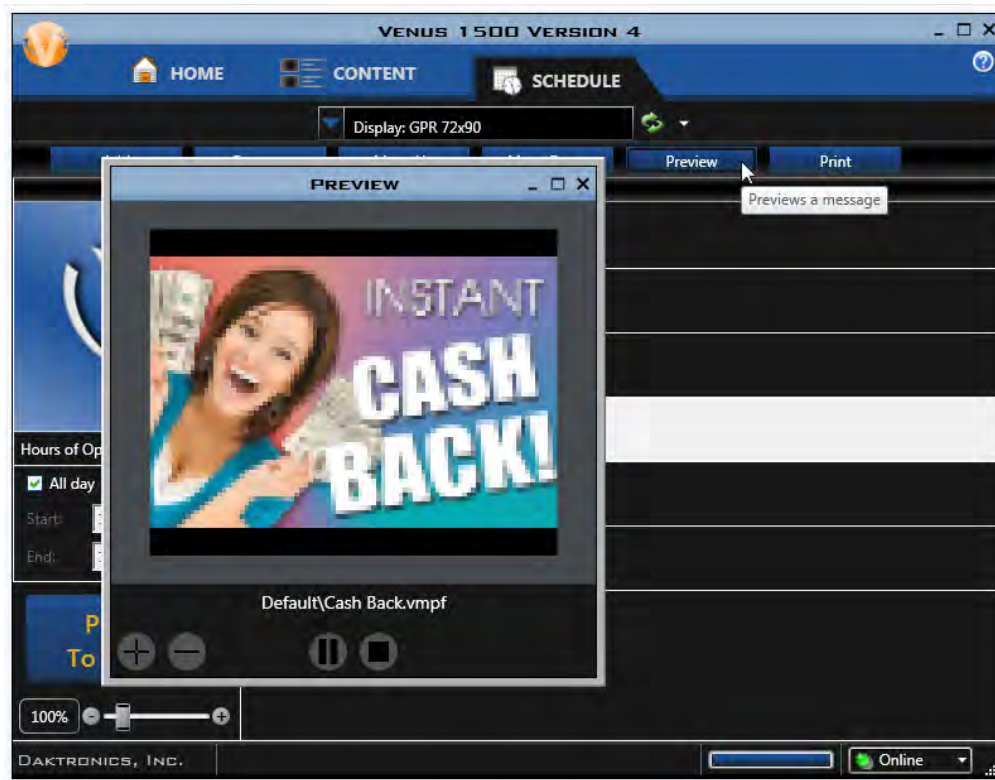 VENUS 1500 VERSION 4
HOME
CONTENT
SCHEDULE
Display: GPR 72x90
Preview
Print
Previews a message
PREVIEW
INSTANT
CASH
BACK!
Default\Cash Back.vmpf
Hours of Op
All day
Start:
End:
P
To
100%
DAKTRONICS, INC.
Online